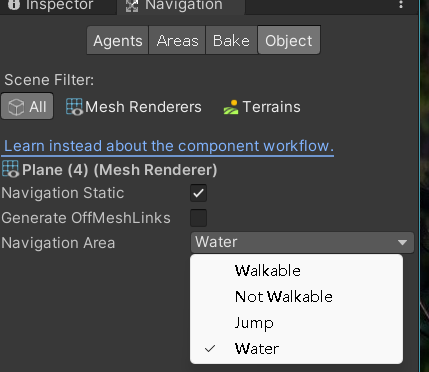 Inspector Navigation
Agents Areas Bake Object
Scene Filter:
All Mesh Renderers Terrains
Learn instead about the component workflow.
Plane (4) (Mesh Renderer)
Navigation Static
Generate OffMeshLinks
Navigation Area Water
Walkable
Not Walkable
Jump
Water